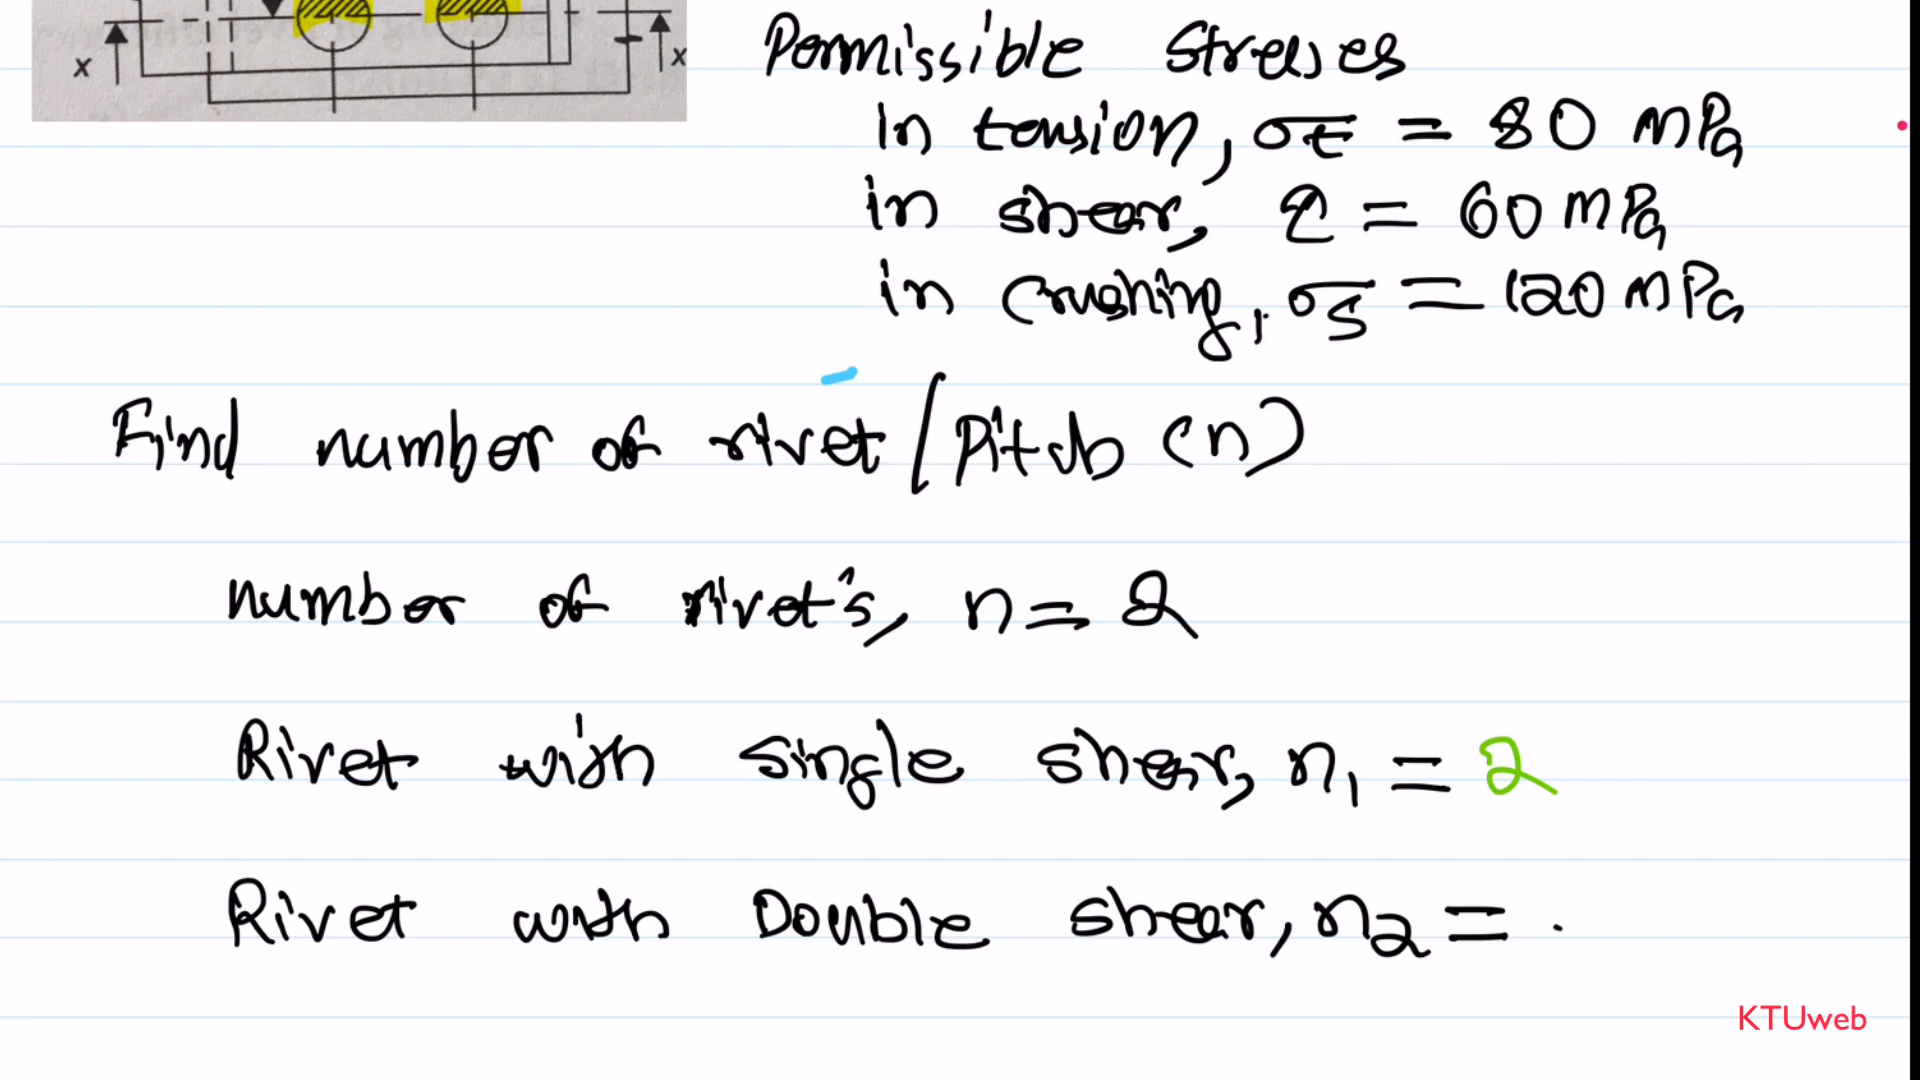 Permissible Stresses
x x
In tension, σt = 80 MPa
in shear, τ = 60 MPa
in crushing, σs = 120 MPa
Find number of rivet / Pitch (n)
number of rivet's, n = 2
Rivet with single shear, n1 = 2
Rivet with Double shear, n2 = .
KTUweb